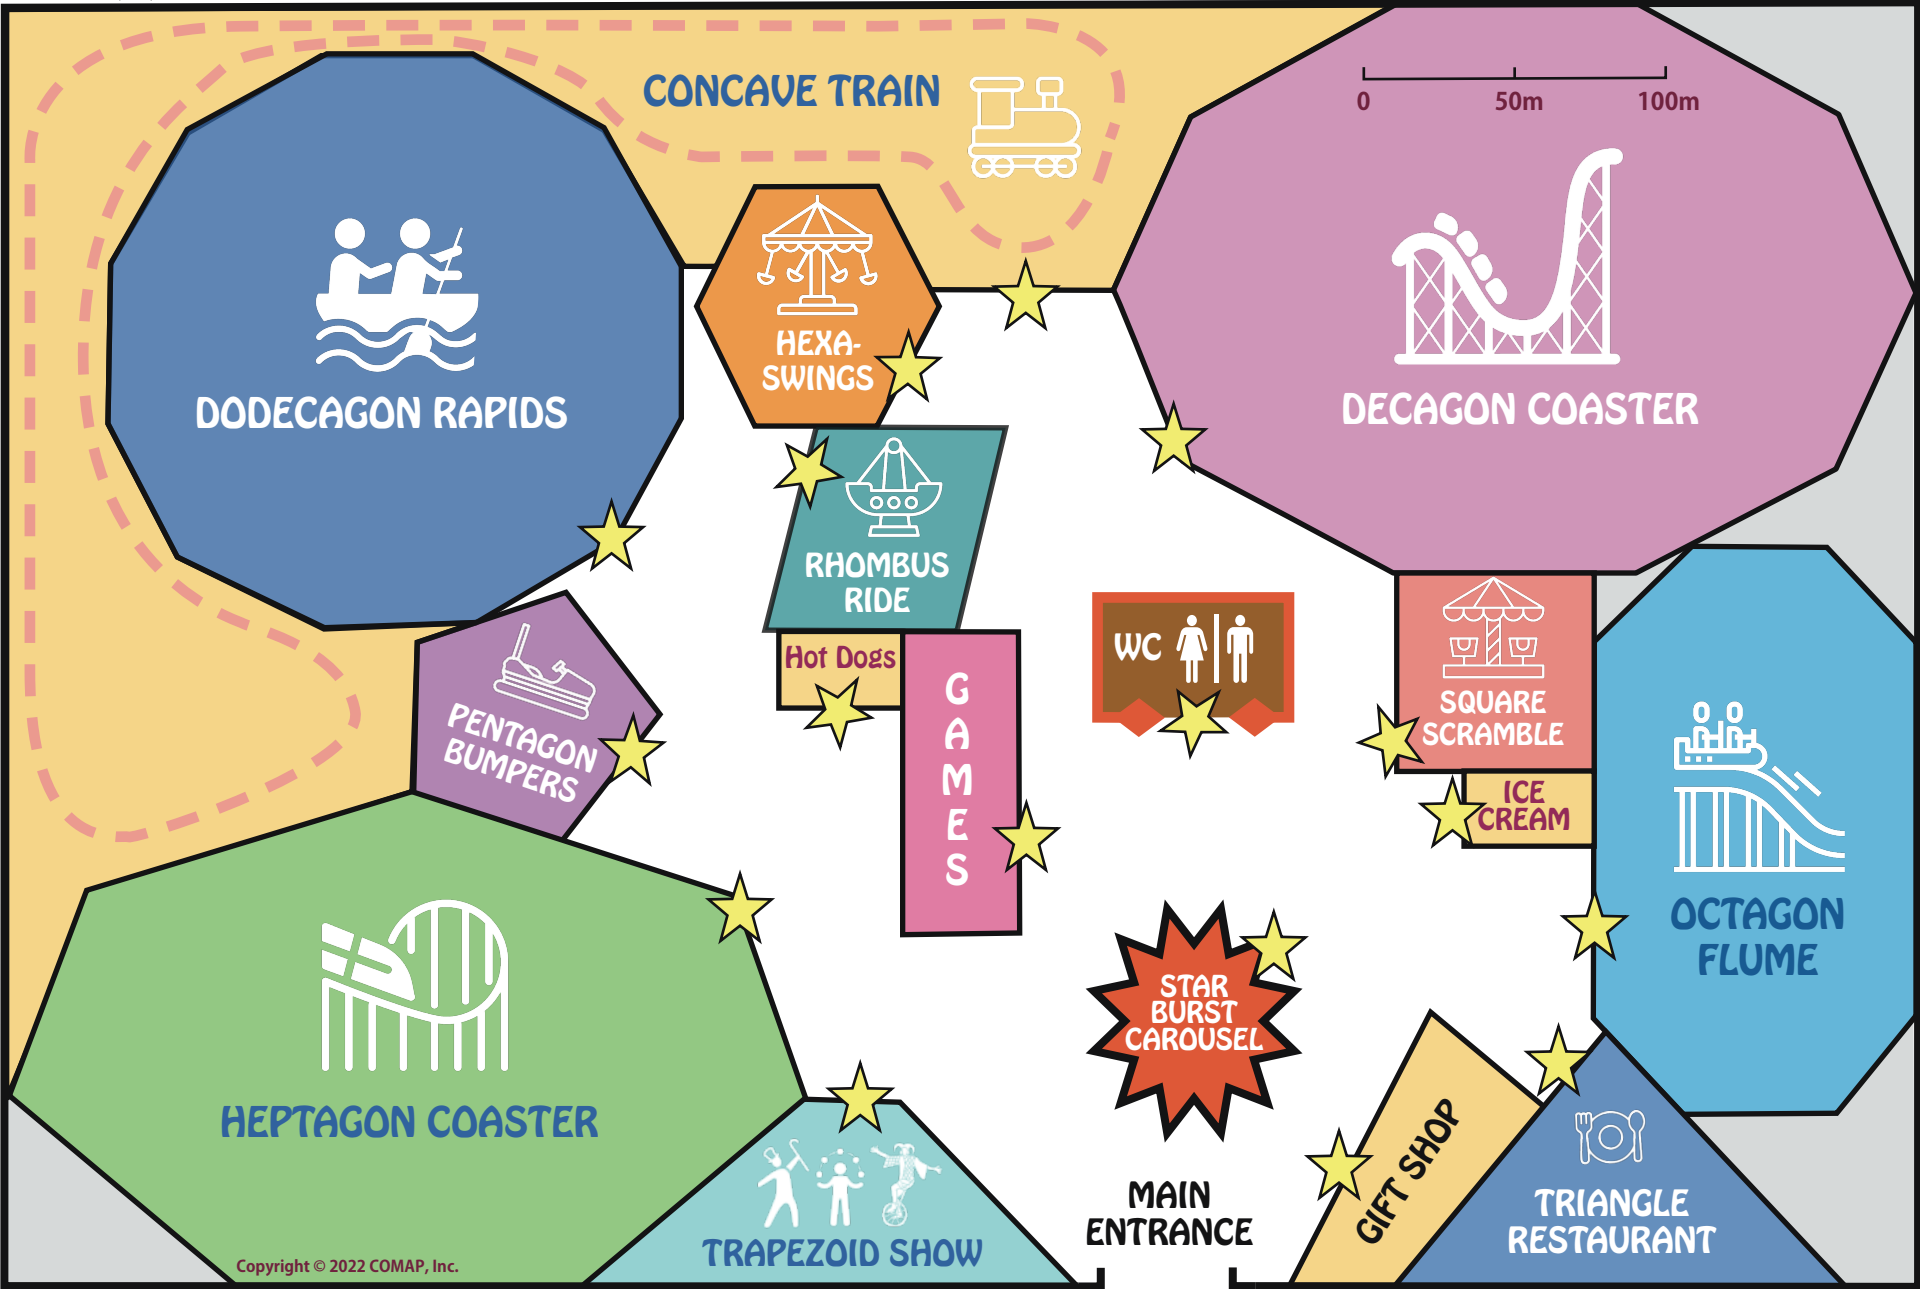 CONCAVE TRAIN
0 50m 100m
HEXA-
SWINGS
DODECAGON RAPIDS
DECAGON COASTER
RHOMBUS
RIDE
WC
Hot Dogs
GAMES
SQUARE
SCRAMBLE
PENTAGON
BUMPERS
ICE
CREAM
OCTAGON
FLUME
STAR
BURST
CAROUSEL
HEPTAGON COASTER
GIFT SHOP
MAIN
ENTRANCE
TRIANGLE
RESTAURANT
TRAPEZOID SHOW
Copyright © 2022 COMAP, Inc.